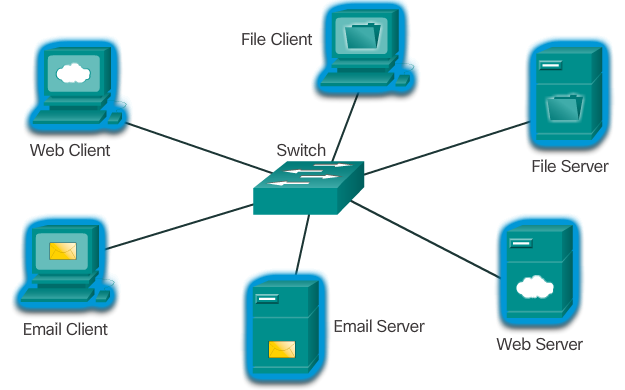 File Client
Switch
Web Client
File Server
Email Client
Email Server
Web Server